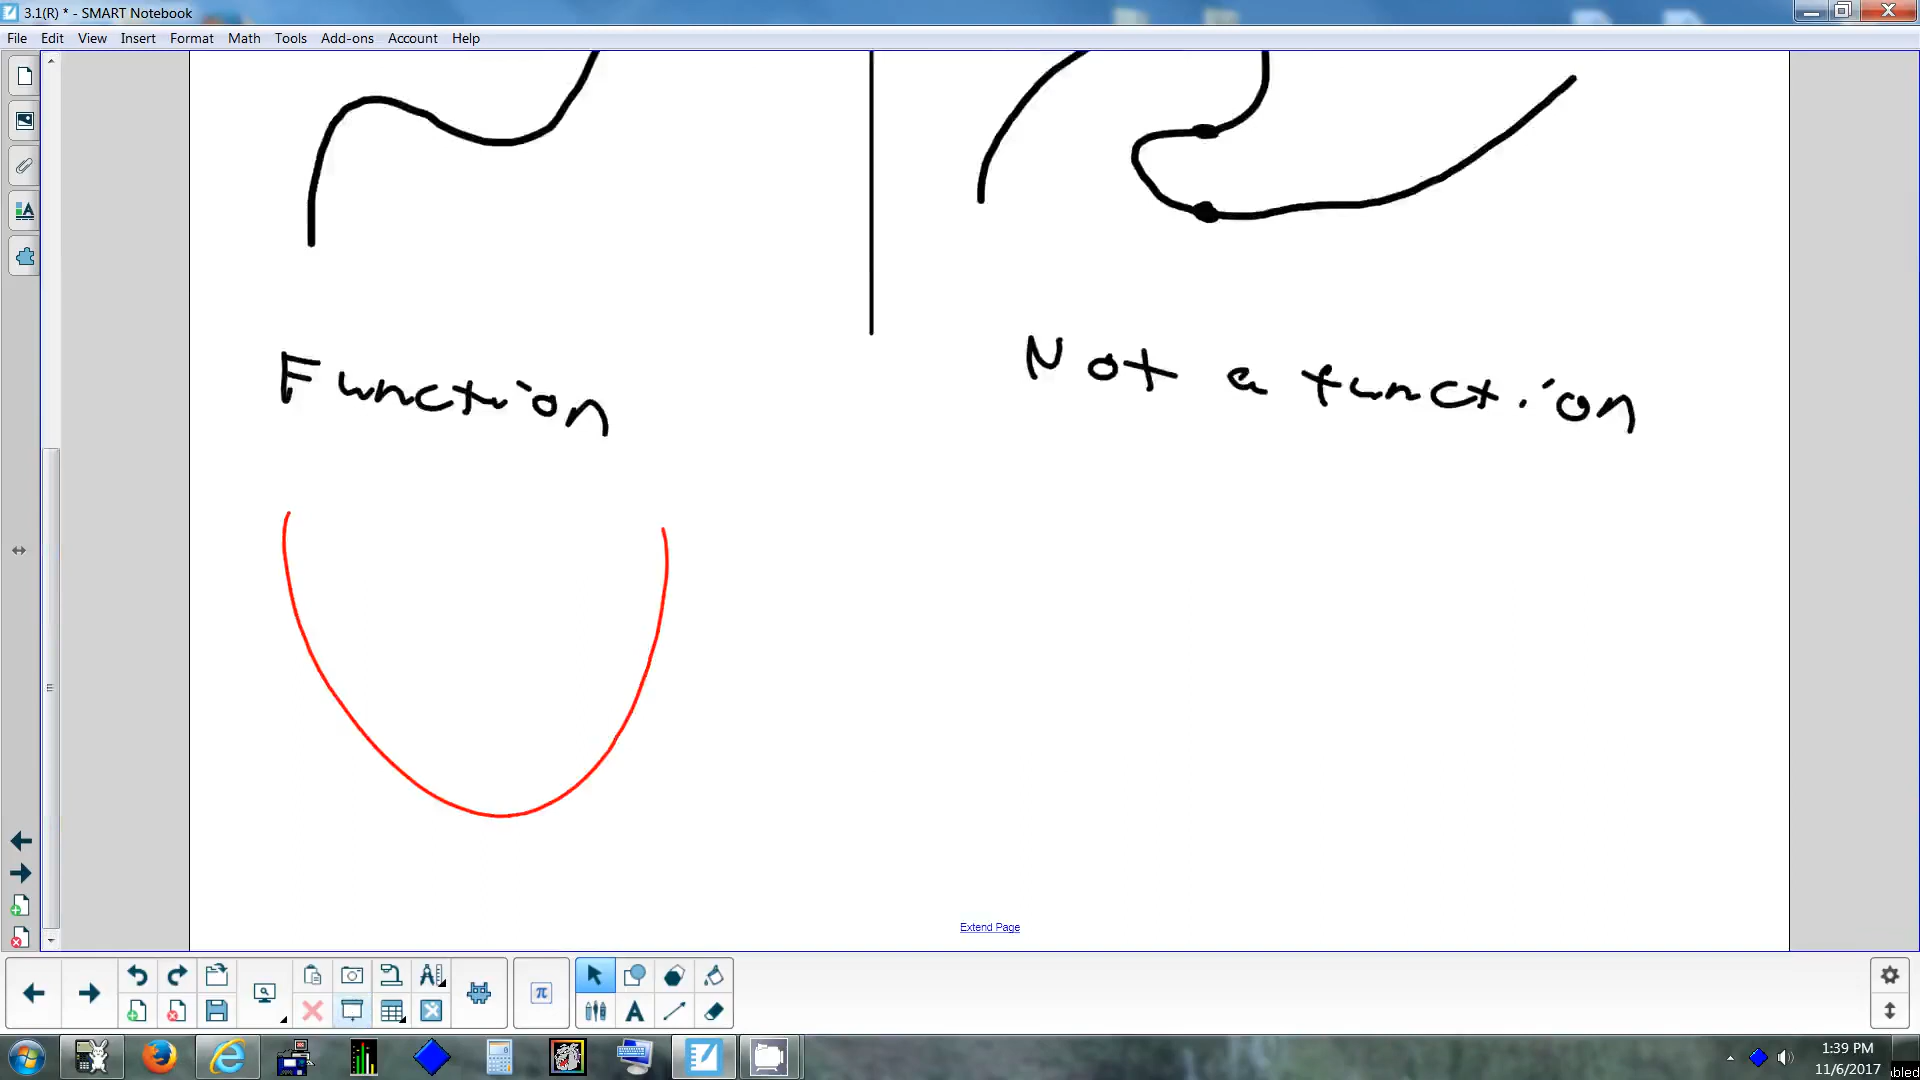 3.1(R) * - SMART Notebook
File Edit View Insert Format Math Tools Add-ons Account Help
Function
Not a function
Extend Page
π
A
1:39 PM
11/6/2017
bled